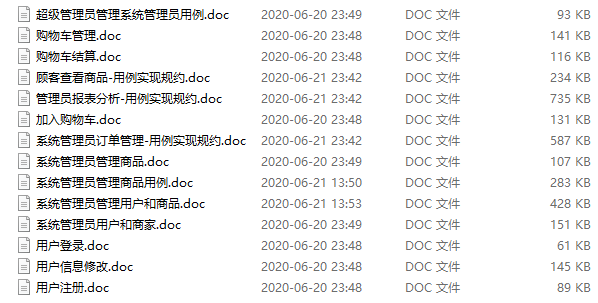 超级管理员管理系统管理员用例.doc 2020-06-20 23:49 DOC 文件 93 KB
购物车管理.doc 2020-06-20 23:48 DOC 文件 141 KB
购物车结算.doc 2020-06-20 23:48 DOC 文件 116 KB
顾客查看商品-用例实现规约.doc 2020-06-21 23:42 DOC 文件 234 KB
管理员报表分析-用例实现规约.doc 2020-06-21 23:42 DOC 文件 735 KB
加入购物车.doc 2020-06-20 23:48 DOC 文件 131 KB
系统管理员订单管理-用例实现规约.doc 2020-06-21 23:42 DOC 文件 587 KB
系统管理员管理商品.doc 2020-06-20 23:49 DOC 文件 107 KB
系统管理员管理商品用例.doc 2020-06-21 13:50 DOC 文件 283 KB
系统管理员管理用户和商品.doc 2020-06-21 13:53 DOC 文件 428 KB
系统管理员用户和商家.doc 2020-06-20 23:49 DOC 文件 151 KB
用户登录.doc 2020-06-20 23:48 DOC 文件 61 KB
用户信息修改.doc 2020-06-20 23:48 DOC 文件 145 KB
用户注册.doc 2020-06-20 23:48 DOC 文件 89 KB